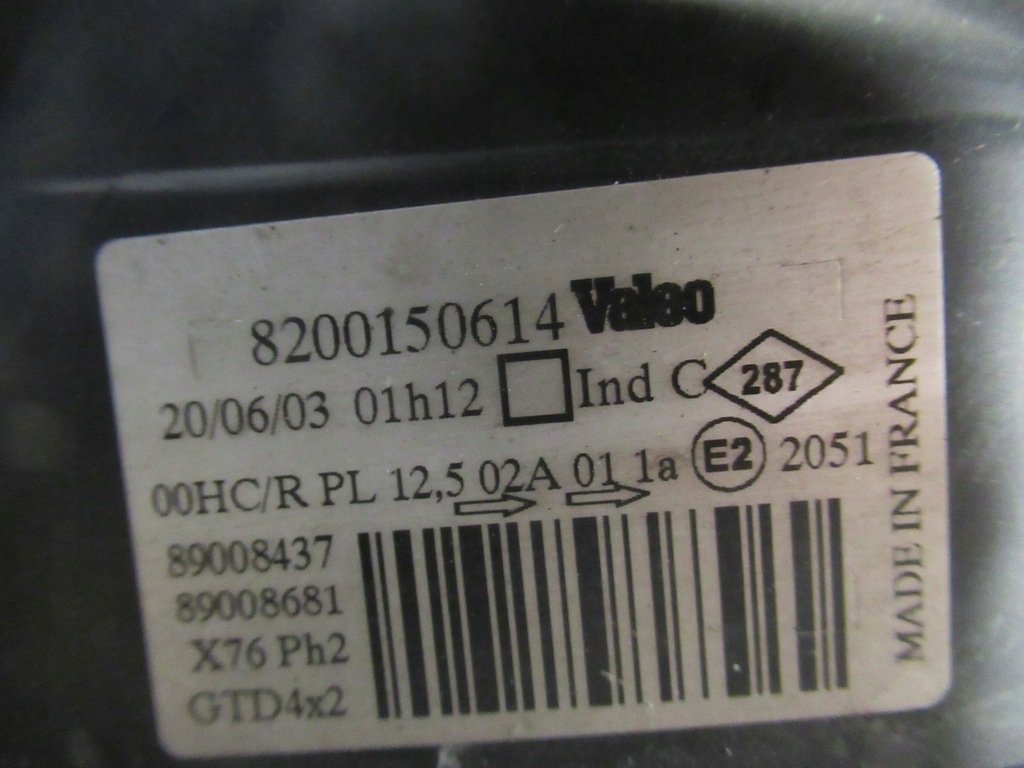 8200150614 Valeo
20/06/03 01h12 Ind C 287
00HC/R PL 12,5 02A 01 1a E2 2051
89008437
89008681
X76 Ph2
GTD4x2
MADE IN FRANCE